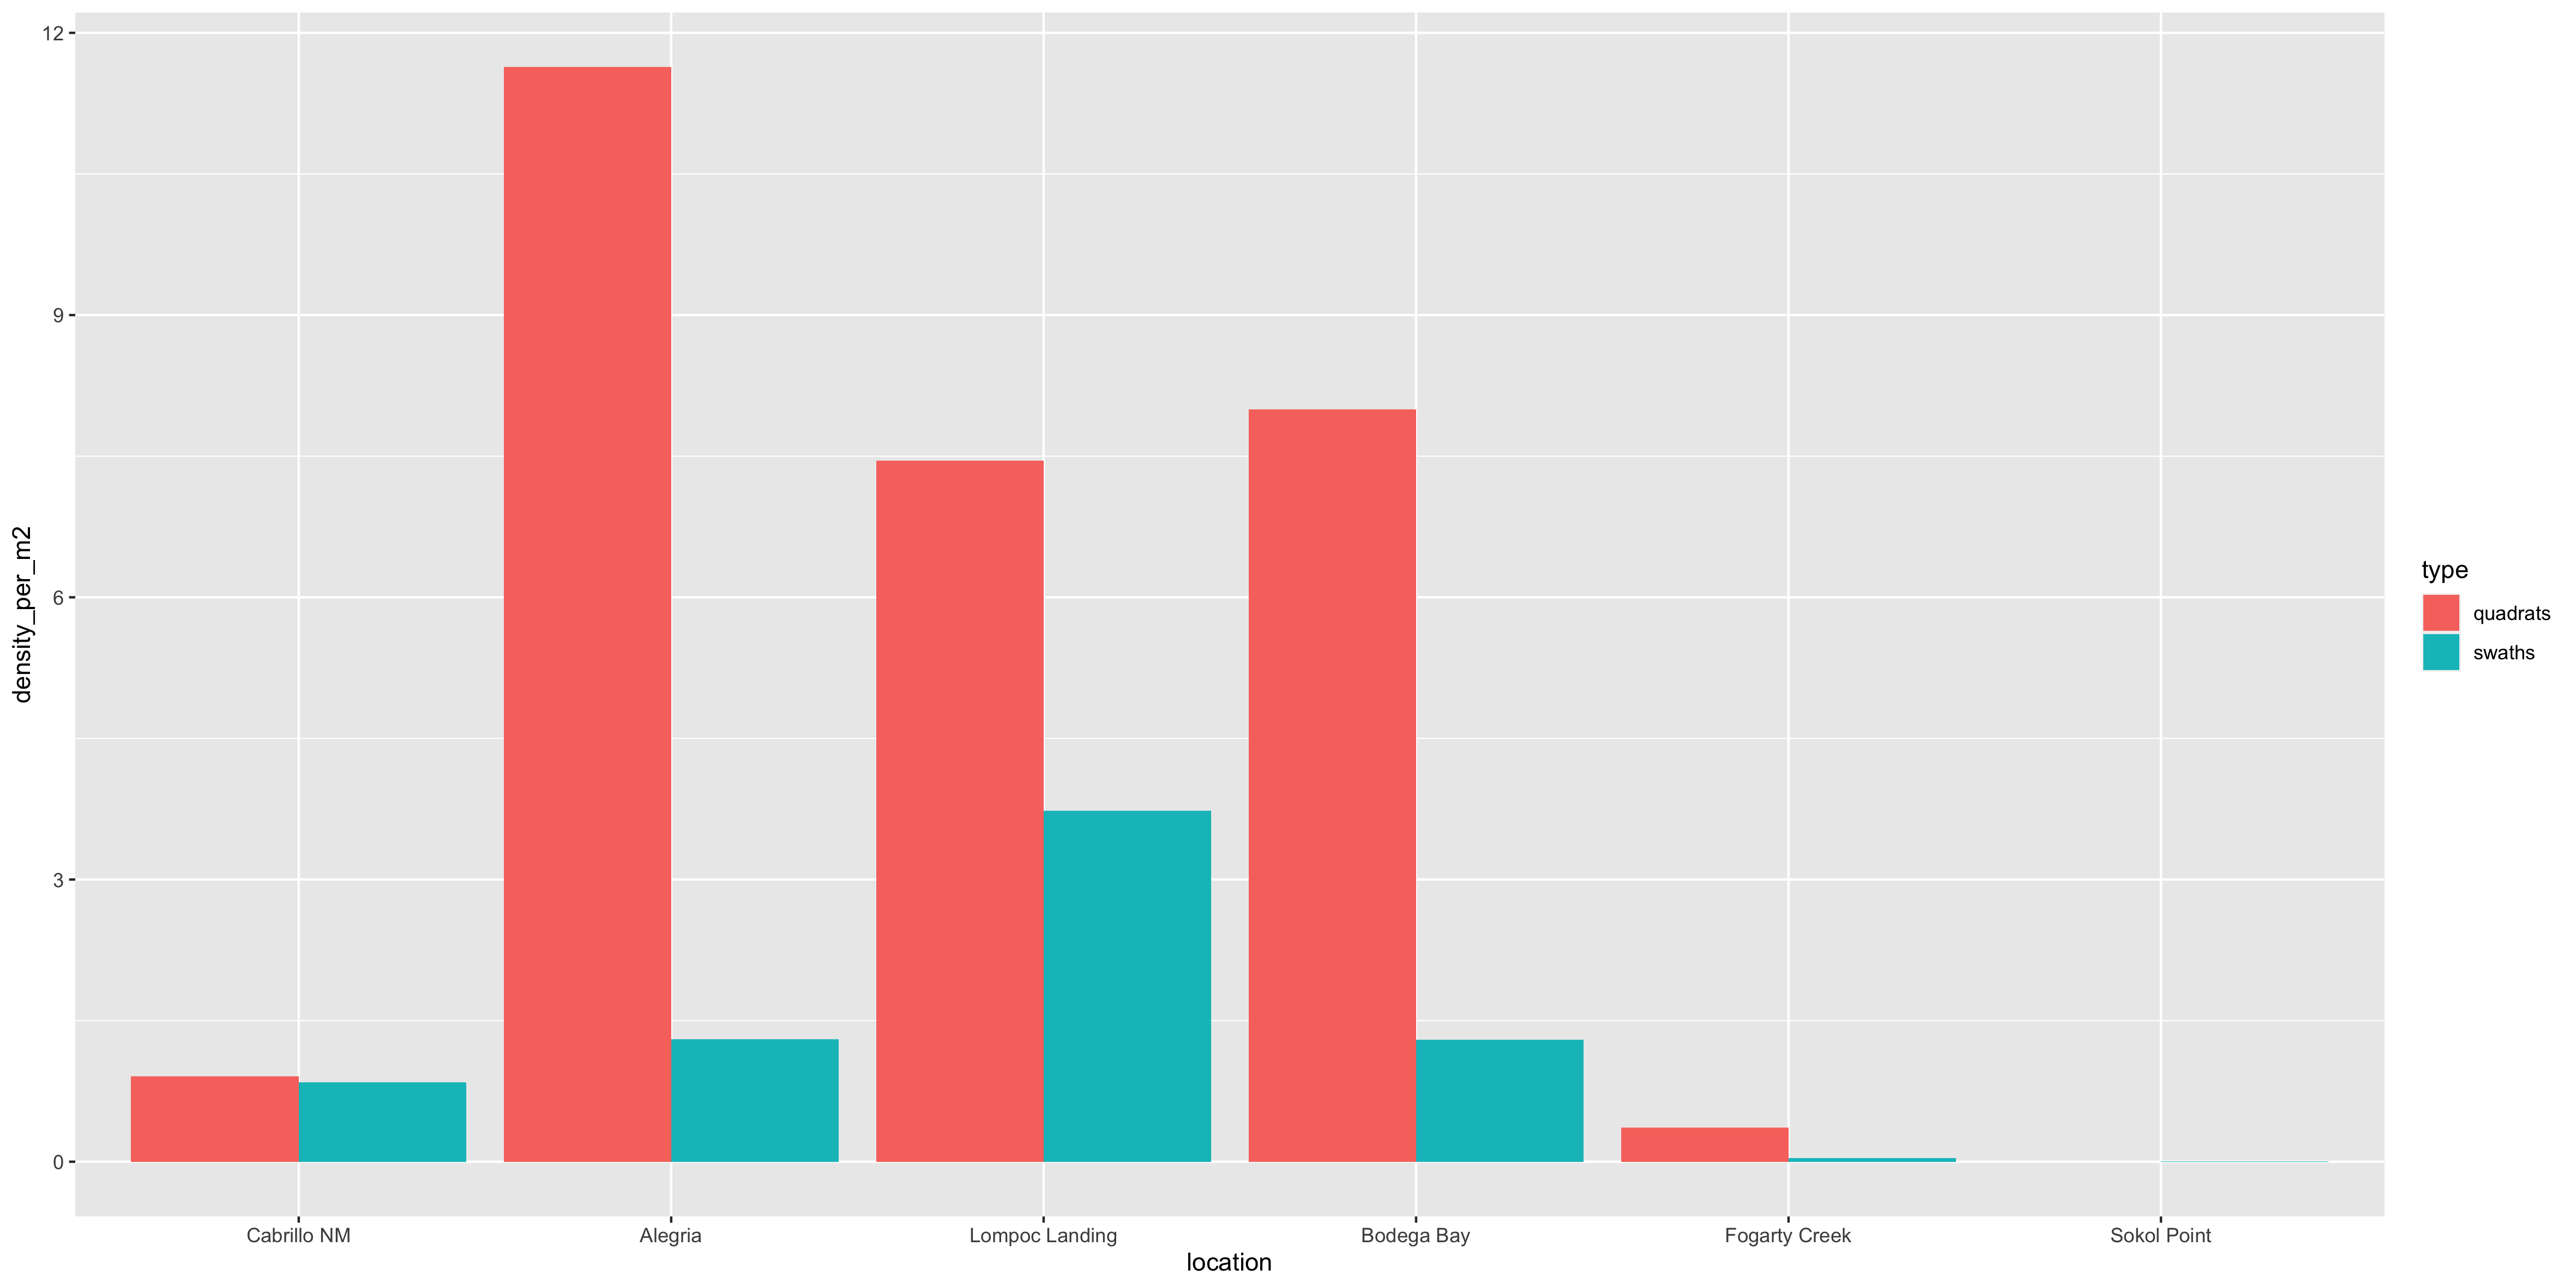 12
9
6
3
0
density_per_m2
Cabrillo NM
Alegria
Lompoc Landing
Bodega Bay
Fogarty Creek
Sokol Point
location
type
quadrats
swaths